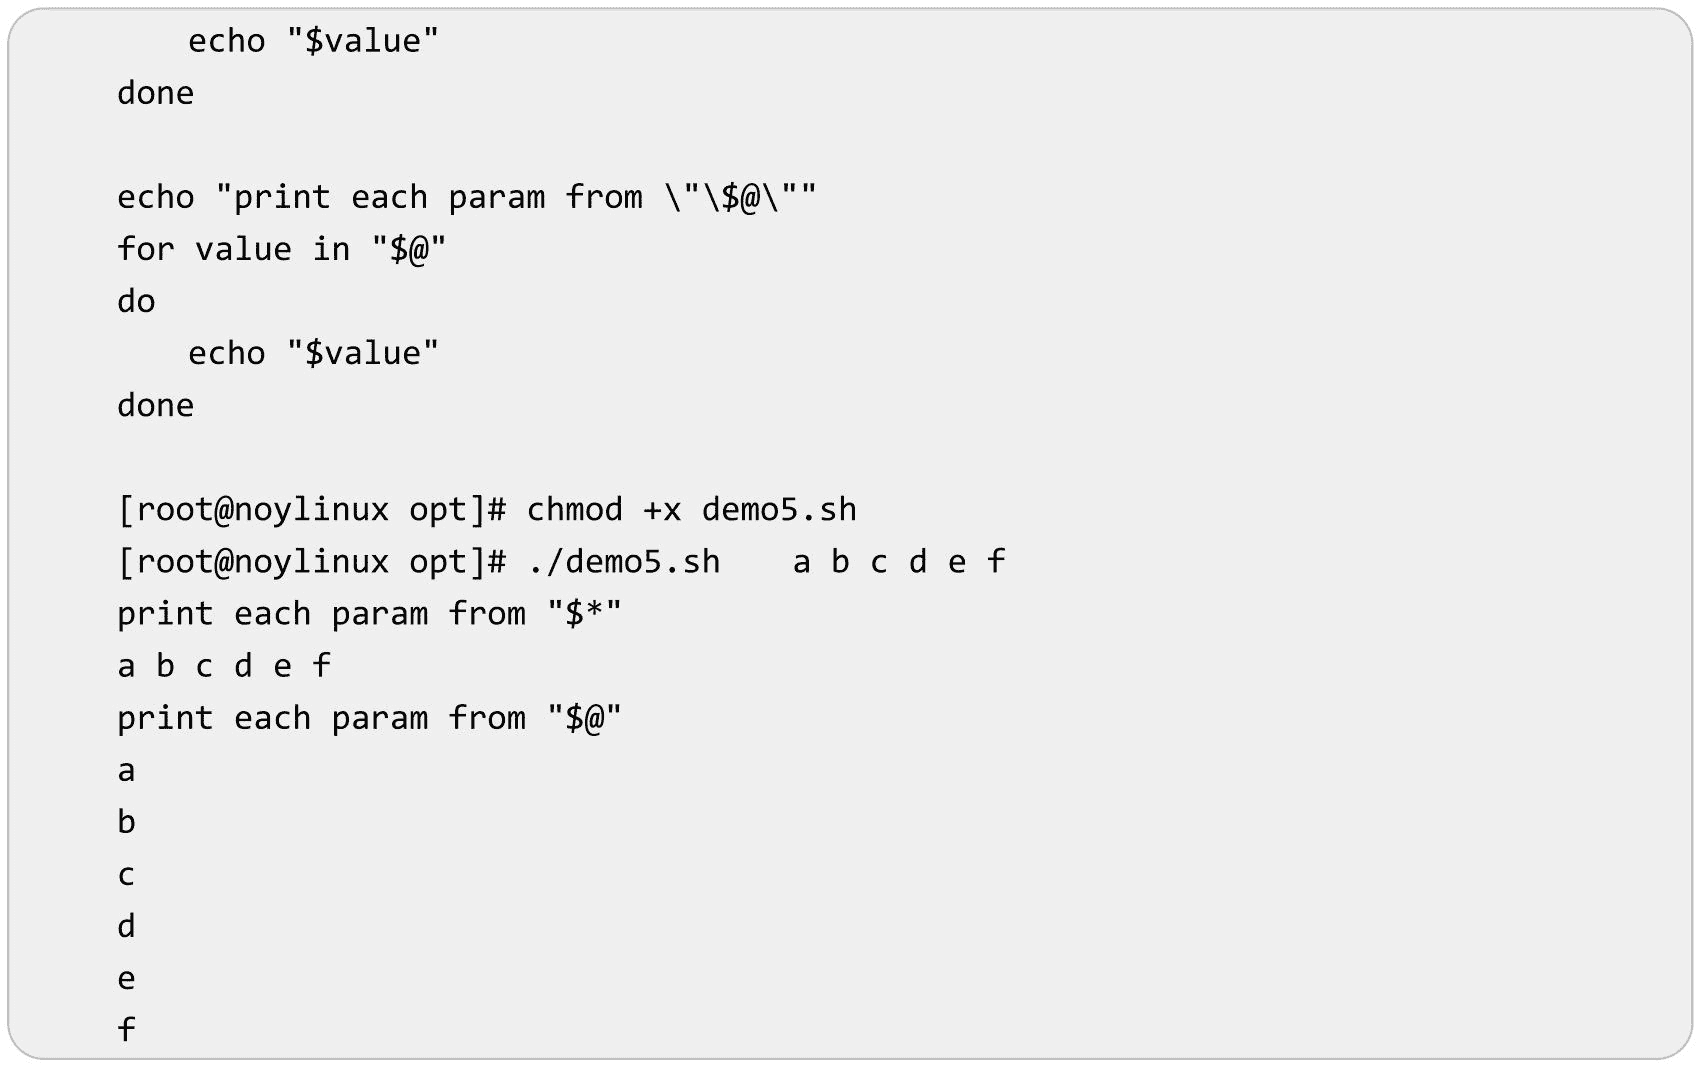 echo "$value"
done
echo "print each param from \"\$@\""
for value in "$@"
do
echo "$value"
done
[root@noylinux opt]# chmod +x demo5.sh
[root@noylinux opt]# ./demo5.sh    a b c d e f
print each param from "$*"
a b c d e f
print each param from "$@"
a
b
c
d
e
f